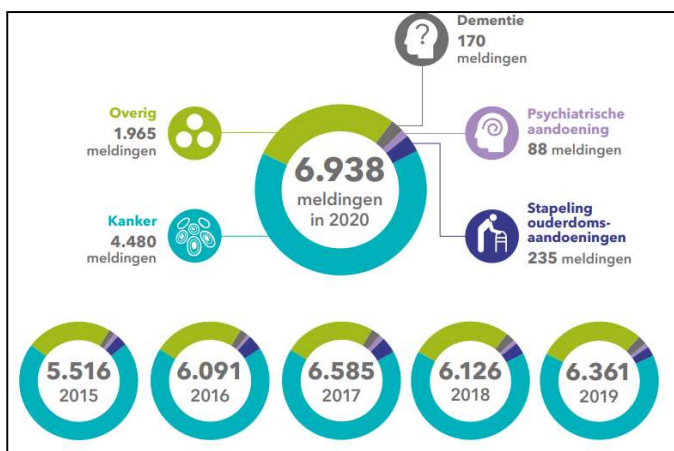 Dementie
170
meldingen
Overig
1.965
meldingen
Psychiatrische
aandoening
88 meldingen
6.938
meldingen
in 2020
Kanker
4.480
meldingen
Stapeling
ouderdoms-
aandoeningen
235 meldingen
5.516
2015
6.091
2016
6.585
2017
6.126
2018
6.361
2019